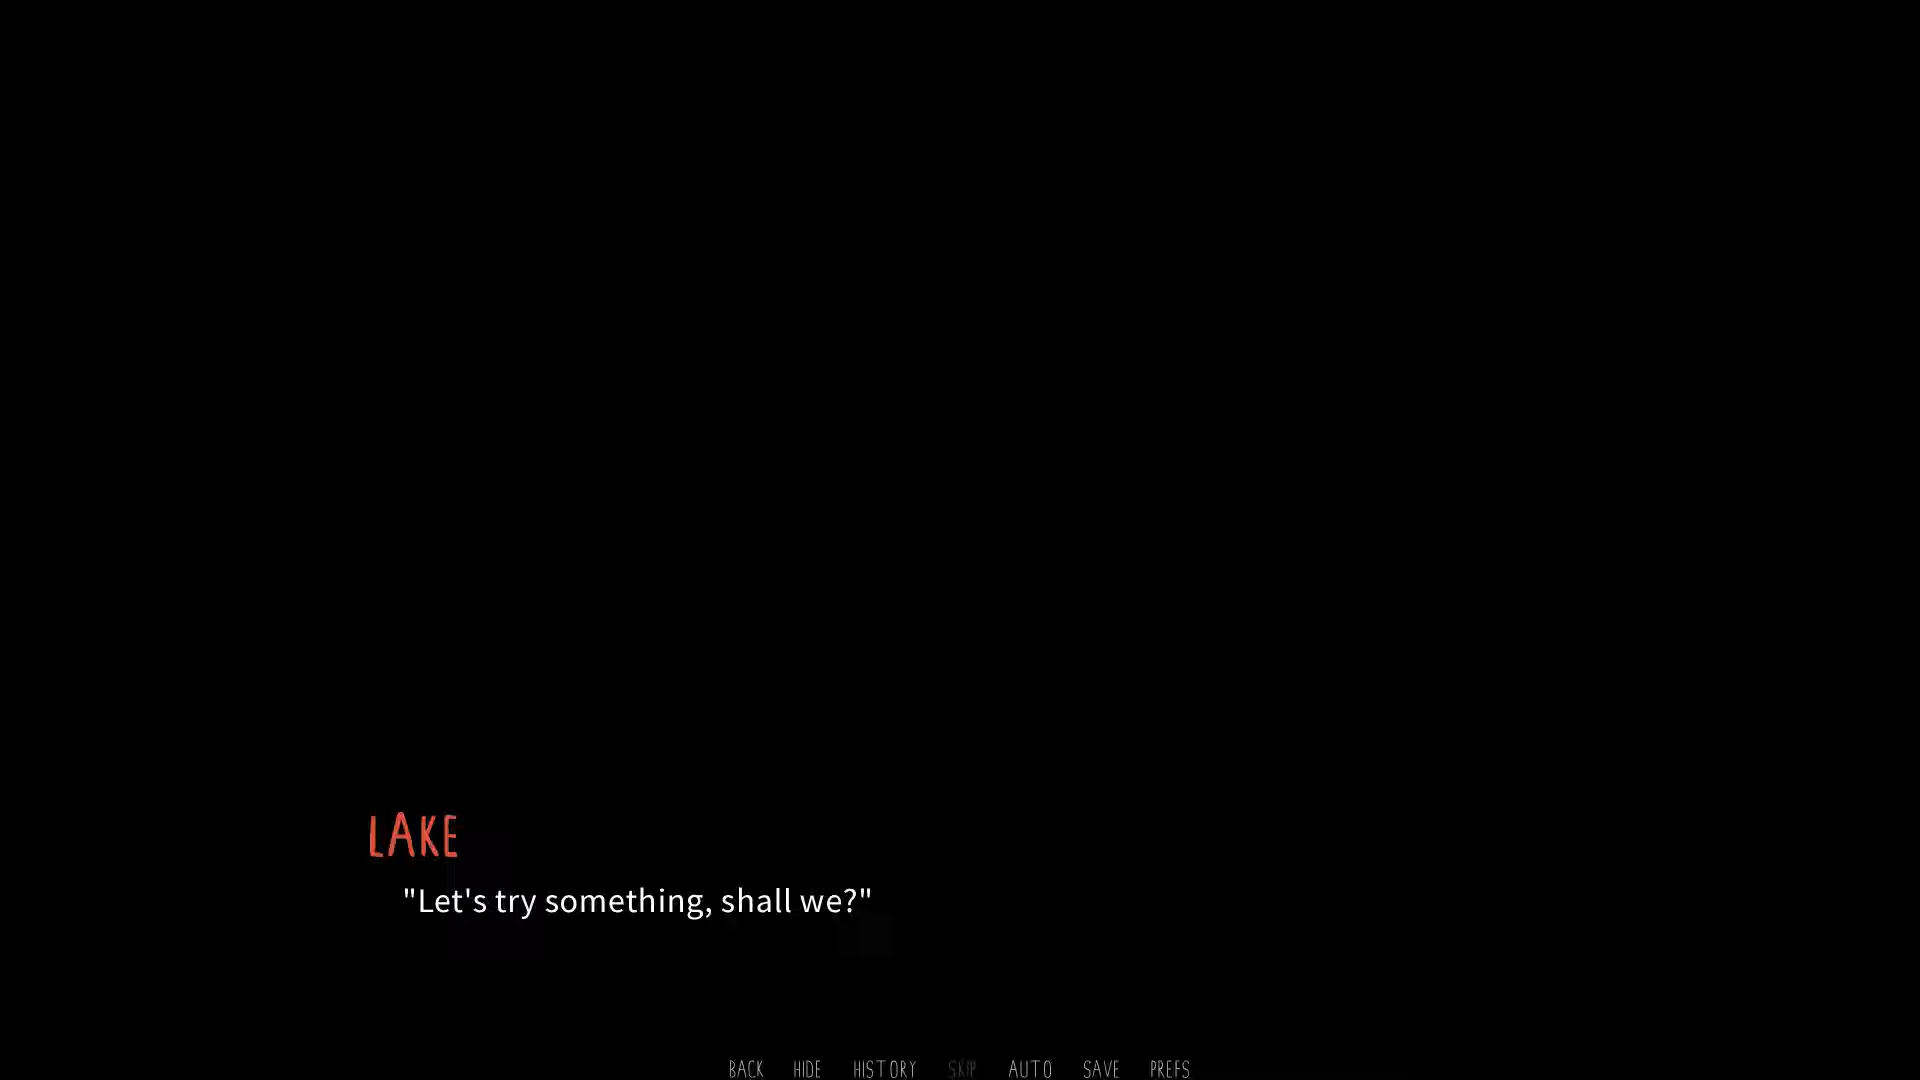 LAKE
"Let's try something, shall we?"
BACK HIDE HISTORY SKIP AUTO SAVE PREFS